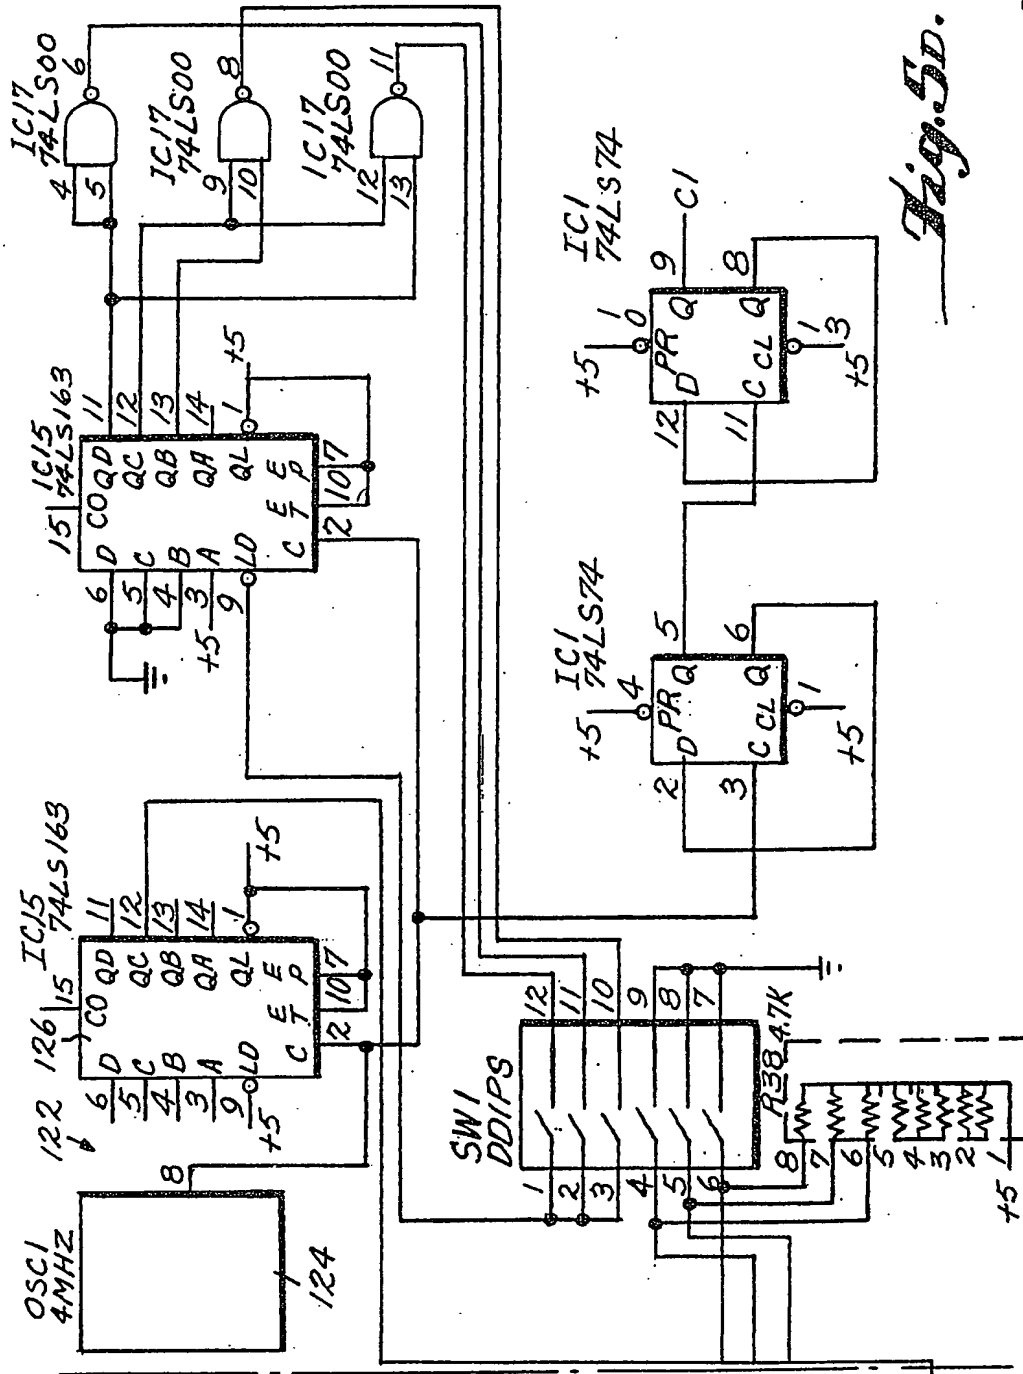 IC17
74LS00
4
5
6
IC17
74LS00
9
10
8
IC17
74LS00
12
13
11
15
IC15
74LS163
CO
6 D
5 C
4 B
3 A
9 LD
+5
QD 11
QC 12
QB 13
QA 14
QL 1
+5
C
E
T
E
P
2
10
7
122
126
15
IC15
74LS163
CO
6 D
5 C
4 B
3 A
9 LD
+5
QD 11
QC 12
QB 13
QA 14
QL 1
+5
C
E
T
E
P
2
10
7
OSC1
4MHZ
8
124
IC1
74LS74
+5
1
0
PR
12 D
11 C
CL
Q 9
C1
Q 8
1
3
+5
IC1
74LS74
+5
4
PR
2 D
3 C
CL
Q 5
Q 6
1
+5
SW1
DDIPS
1
2
3
4
5
6
12
11
10
9
8
7
R38 4.7K
8
7
6
5
4
3
2
1
+5
Fig. 5D.